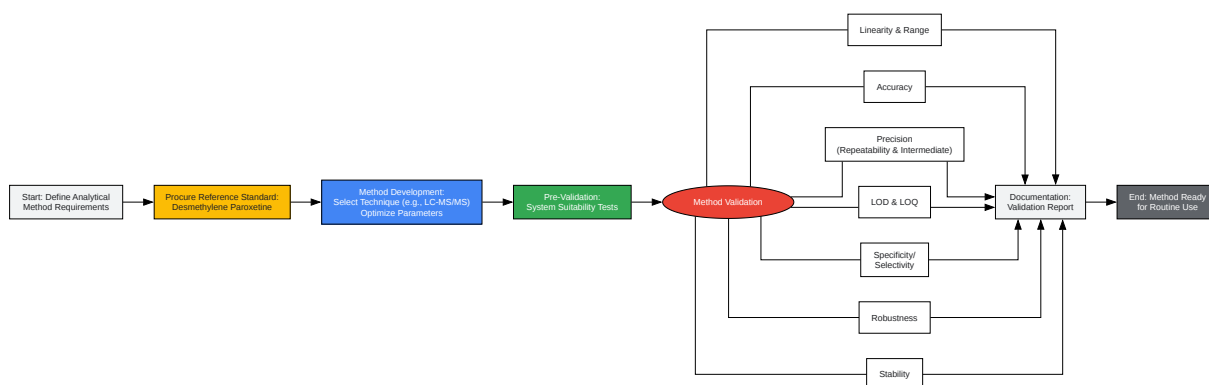 Start: Define Analytical
Method Requirements
Procure Reference Standard:
Desmethylene Paroxetine
Method Development:
Select Technique (e.g., LC-MS/MS)
Optimize Parameters
Pre-Validation:
System Suitability Tests
Method Validation
Linearity & Range
Accuracy
Precision
(Repeatability & Intermediate)
LOD & LOQ
Specificity/
Selectivity
Robustness
Stability
Documentation:
Validation Report
End: Method Ready
for Routine Use